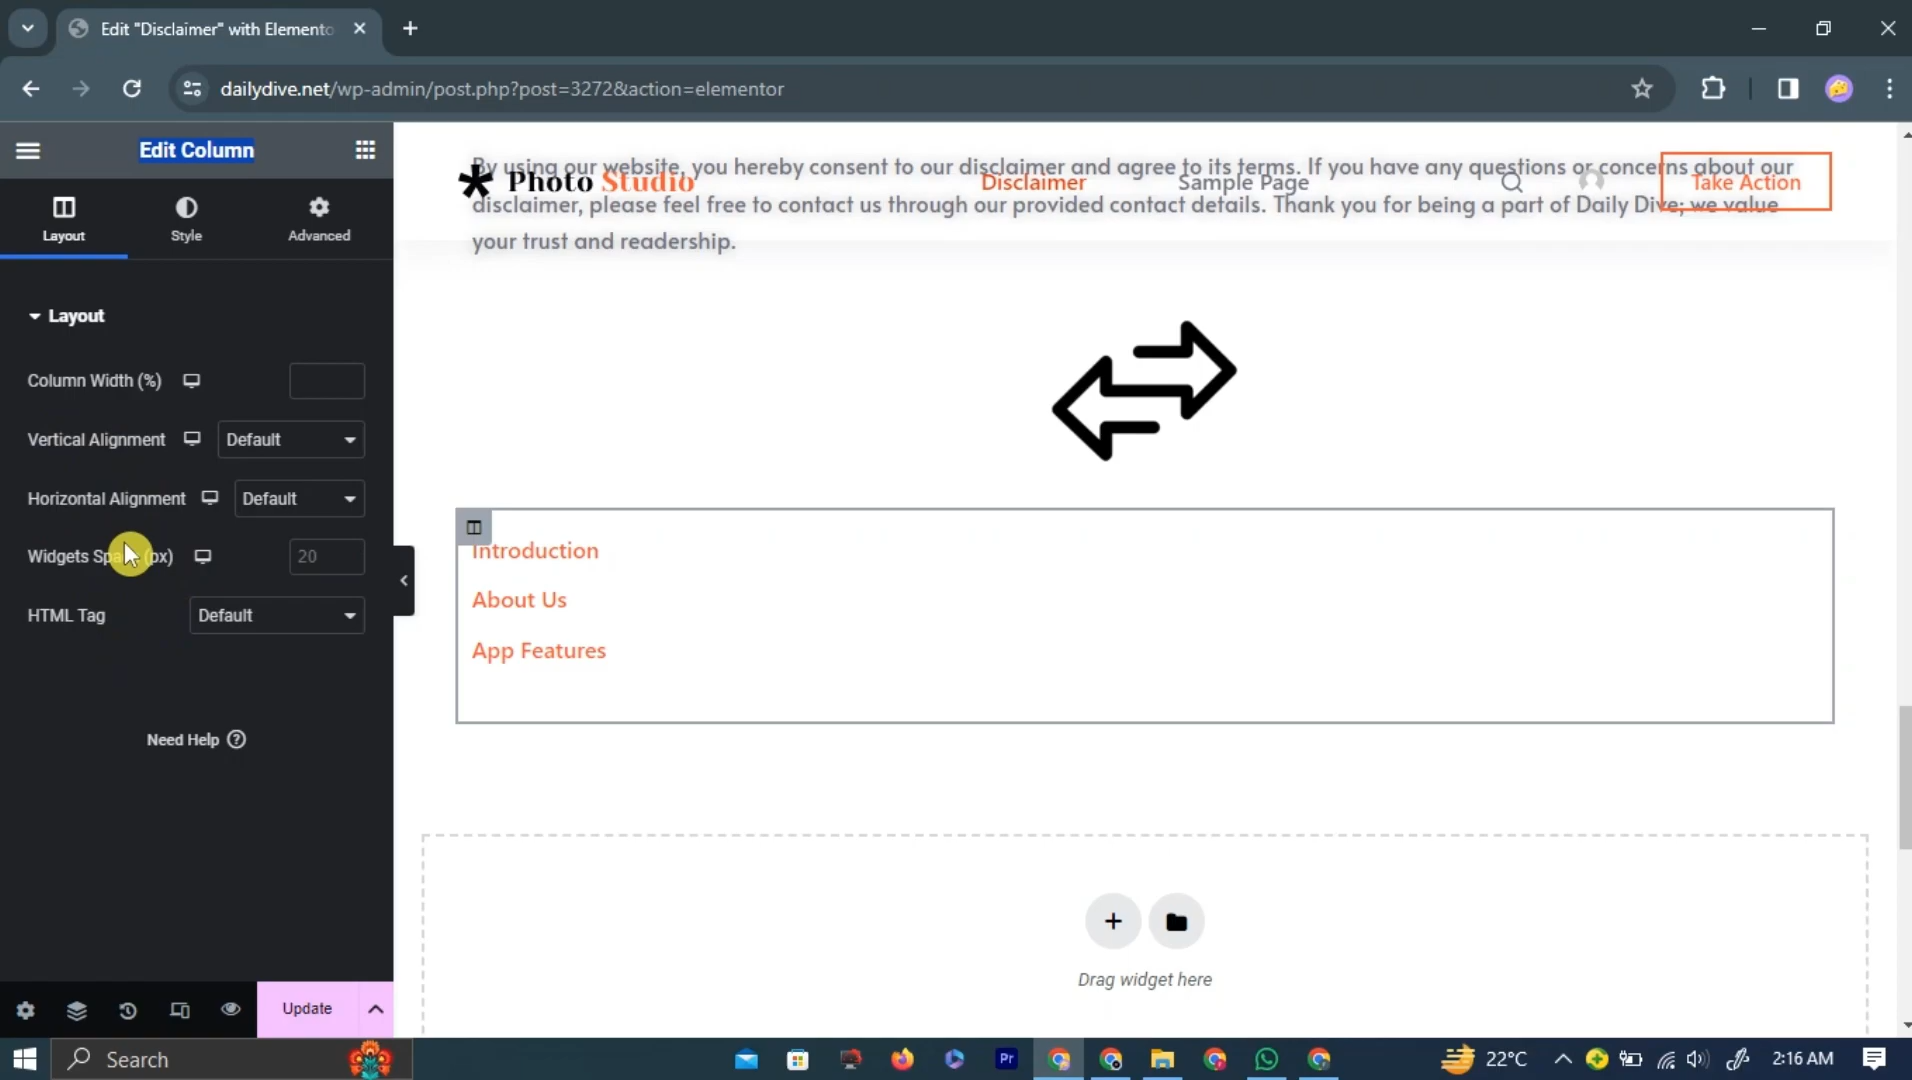 Edit "Disclaimer" with Elemento
dailydive.net/wp-admin/post.php?post=3272&action=elementor
Edit Column
Layout
Style
Advanced
Layout
Column Width (%)
Vertical Alignment
Default
Horizontal Alignment
Default
Widgets Spa (px)
20
HTML Tag
Default
Need Help
Update
By using our website, you hereby consent to our disclaimer and agree to its terms. If you have any questions or concerns about our
Photo Studio
Disclaimer
Sample Page
Take Action
disclaimer, please feel free to contact us through our provided contact details. Thank you for being a part of Daily Dive; we value
your trust and readership.
Introduction
About Us
App Features
Drag widget here
Search
Pr
22°C
2:16 AM